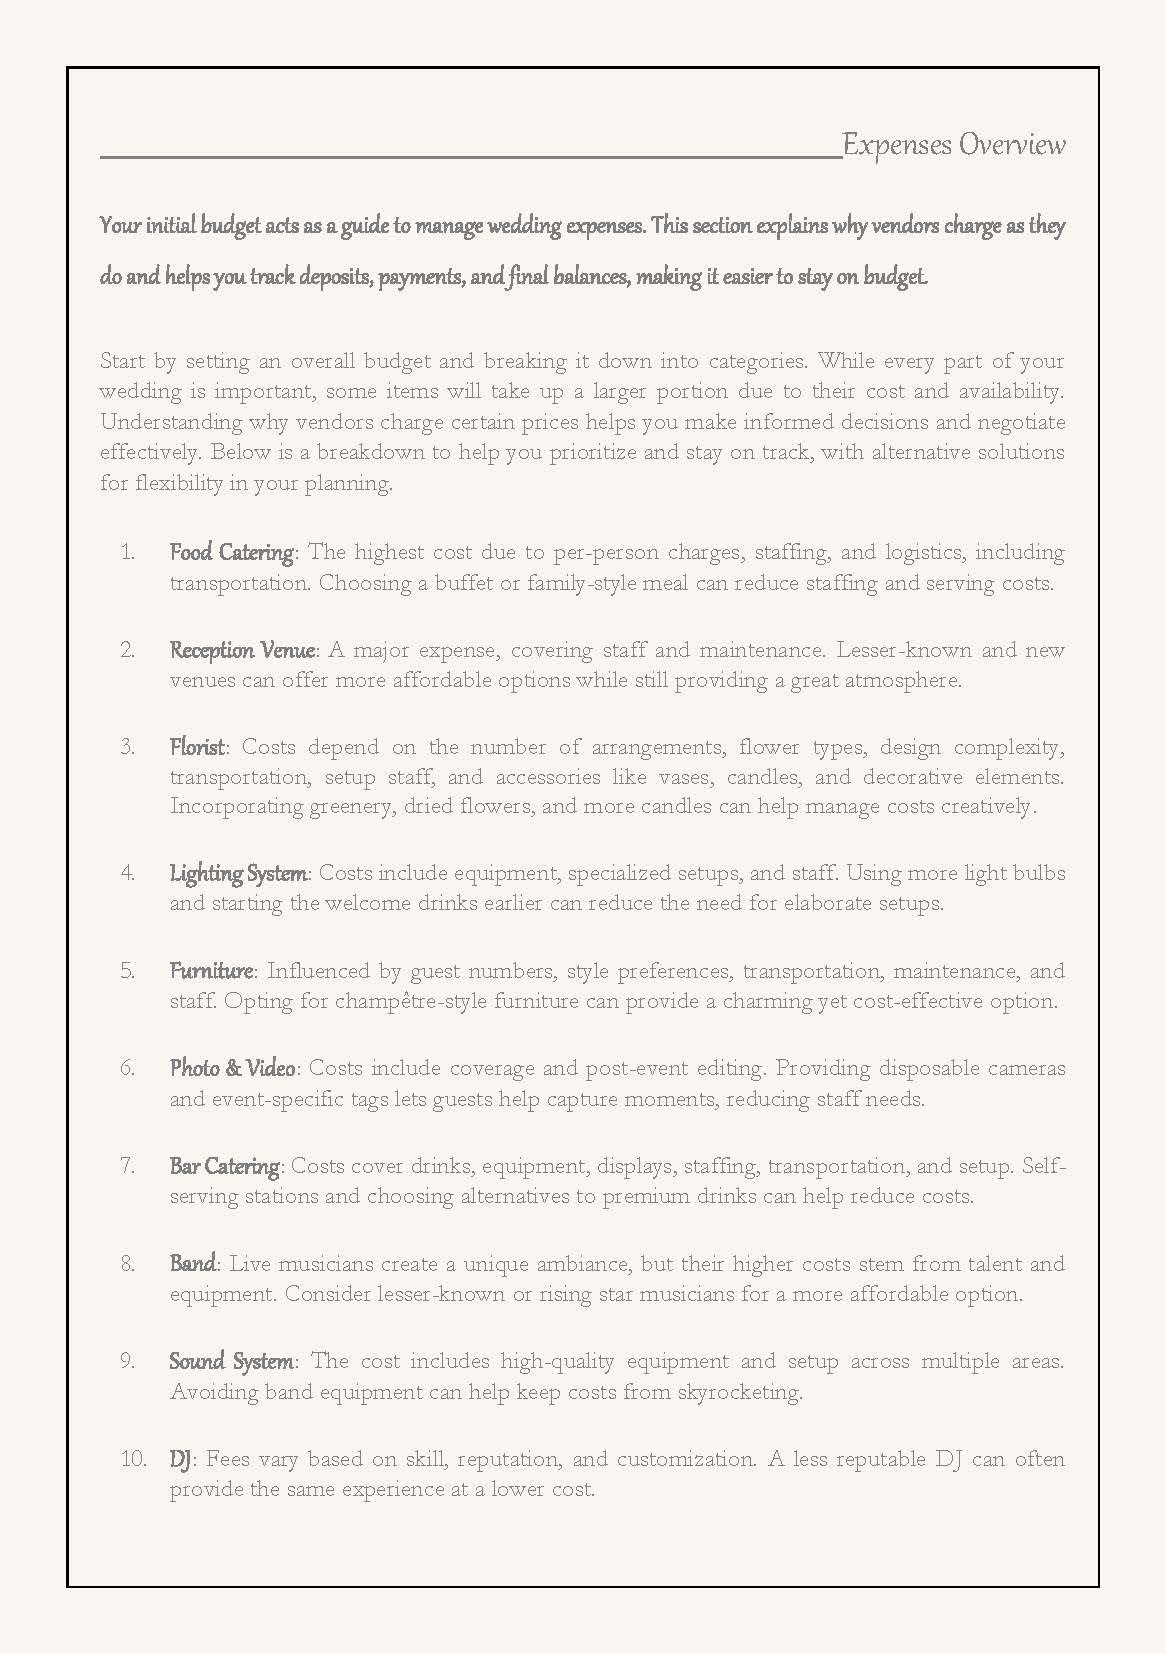 Expenses Overview
Your initial budget acts as a guide to manage wedding expenses. This section explains why vendors charge as they
do and helps you track deposits, payments, and final balances, making it easier to stay on budget.
Start by setting an overall budget and breaking it down into categories. While every part of your
wedding is important, some items will take up a larger portion due to their cost and availability.
Understanding why vendors charge certain prices helps you make informed decisions and negotiate
effectively. Below is a breakdown to help you prioritize and stay on track, with alternative solutions
for flexibility in your planning.
1. Food Catering: The highest cost due to per-person charges, staffing, and logistics, including
transportation. Choosing a buffet or family-style meal can reduce staffing and serving costs.
2. Reception Venue: A major expense, covering staff and maintenance. Lesser-known and new
venues can offer more affordable options while still providing a great atmosphere.
3. Florist: Costs depend on the number of arrangements, flower types, design complexity,
transportation, setup staff, and accessories like vases, candles, and decorative elements.
Incorporating greenery, dried flowers, and more candles can help manage costs creatively.
4. Lighting System: Costs include equipment, specialized setups, and staff. Using more light bulbs
and starting the welcome drinks earlier can reduce the need for elaborate setups.
5. Furniture: Influenced by guest numbers, style preferences, transportation, maintenance, and
staff. Opting for champêtre-style furniture can provide a charming yet cost-effective option.
6. Photo & Video: Costs include coverage and post-event editing. Providing disposable cameras
and event-specific tags lets guests help capture moments, reducing staff needs.
7. Bar Catering: Costs cover drinks, equipment, displays, staffing, transportation, and setup. Self-
serving stations and choosing alternatives to premium drinks can help reduce costs.
8. Band: Live musicians create a unique ambiance, but their higher costs stem from talent and
equipment. Consider lesser-known or rising star musicians for a more affordable option.
9. Sound System: The cost includes high-quality equipment and setup across multiple areas.
Avoiding band equipment can help keep costs from skyrocketing.
10. DJ: Fees vary based on skill, reputation, and customization. A less reputable DJ can often
provide the same experience at a lower cost.